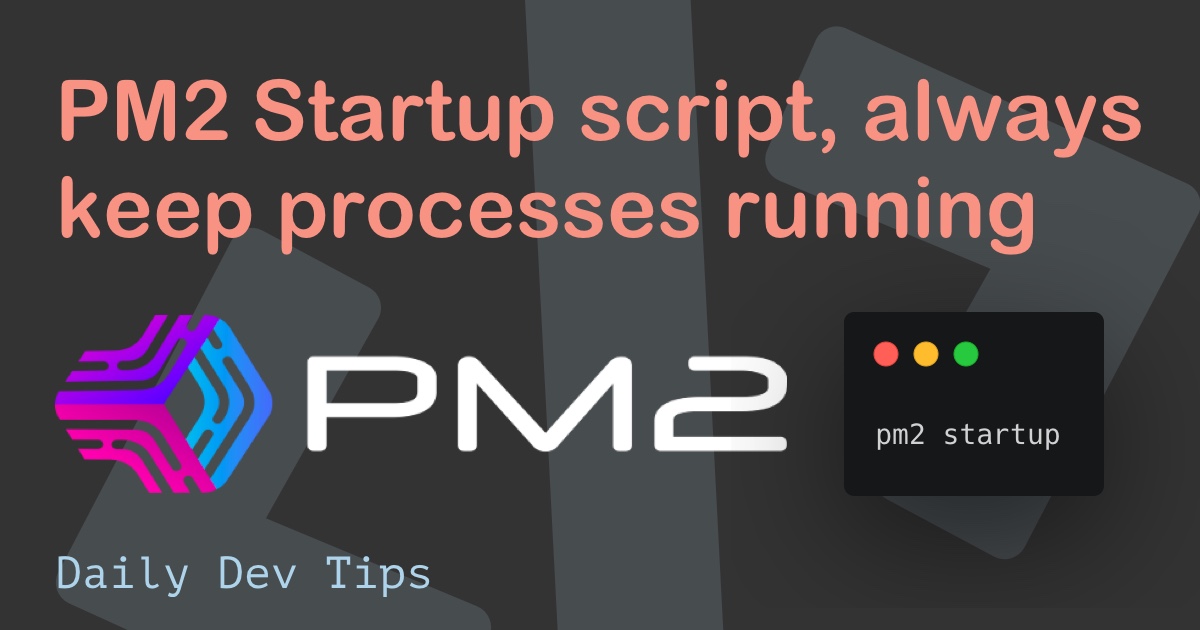 PM2 Startup script, always
keep processes running
PM2
pm2 startup
Daily Dev Tips